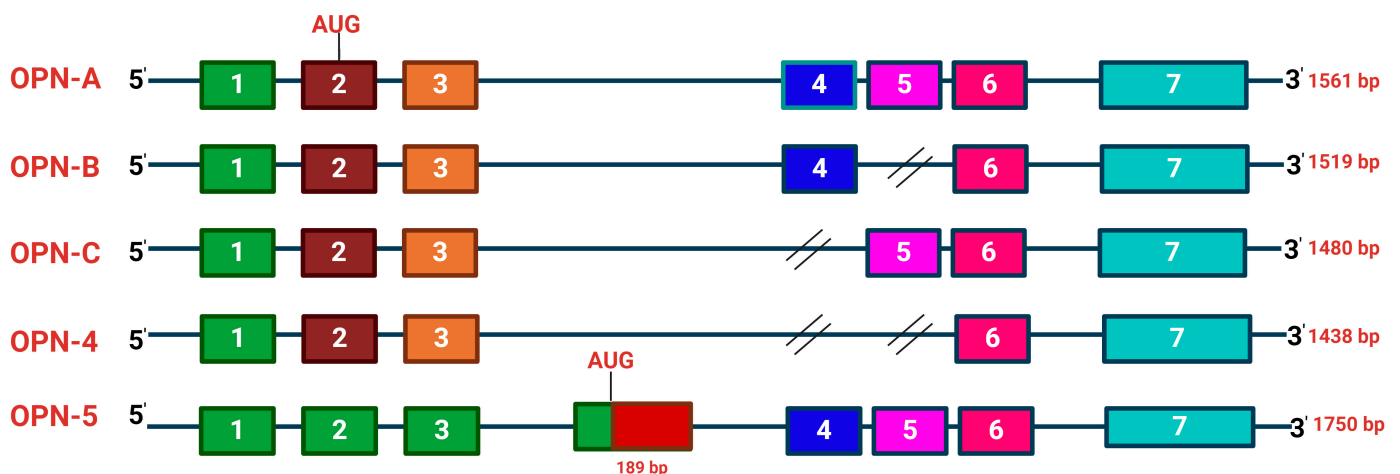 AUG
OPN-A 5' 1 2 3 4 5 6 7 3' 1561 bp
OPN-B 5' 1 2 3 4 6 7 3' 1519 bp
OPN-C 5' 1 2 3 5 6 7 3' 1480 bp
OPN-4 5' 1 2 3 6 7 3' 1438 bp
AUG
OPN-5 5' 1 2 3 4 5 6 7 3' 1750 bp
189 bp